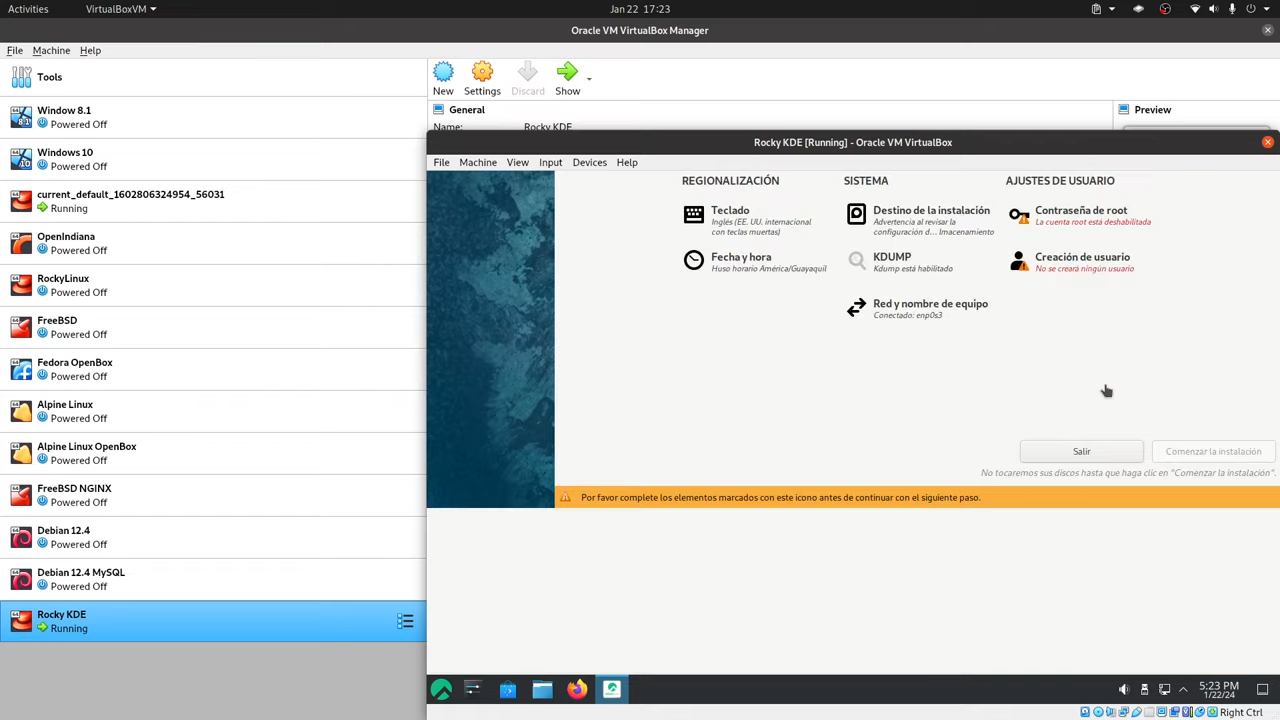 Activities
VirtualBoxVM
Jan 22 17:23
Oracle VM VirtualBox Manager
File Machine Help
Tools
Window 8.1
Powered Off
Windows 10
Powered Off
current_default_1602806324954_56031
Running
OpenIndiana
Powered Off
RockyLinux
Powered Off
FreeBSD
Powered Off
Fedora OpenBox
Powered Off
Alpine Linux
Powered Off
Alpine Linux OpenBox
Powered Off
FreeBSD NGINX
Powered Off
Debian 12.4
Powered Off
Debian 12.4 MySQL
Powered Off
Rocky KDE
Running
New Settings Discard Show
General
Name: Rocky KDE
Preview
Rocky KDE [Running] - Oracle VM VirtualBox
File Machine View Input Devices Help
REGIONALIZACIÓN
Teclado
Inglés (EE. UU. internacional
con teclas muertas)
Fecha y hora
Huso horario América/Guayaquil
SISTEMA
Destino de la instalación
Advertencia al revisar la
configuración d... lmacenamiento
KDUMP
Kdump está habilitado
Red y nombre de equipo
Conectado: enp0s3
AJUSTES DE USUARIO
Contraseña de root
La cuenta root está deshabilitada
Creación de usuario
No se creará ningún usuario
Salir
Comenzar la instalación
No tocaremos sus discos hasta que haga clic en "Comenzar la instalación".
Por favor complete los elementos marcados con este icono antes de continuar con el siguiente paso.
5:23 PM
1/22/24
Right Ctrl